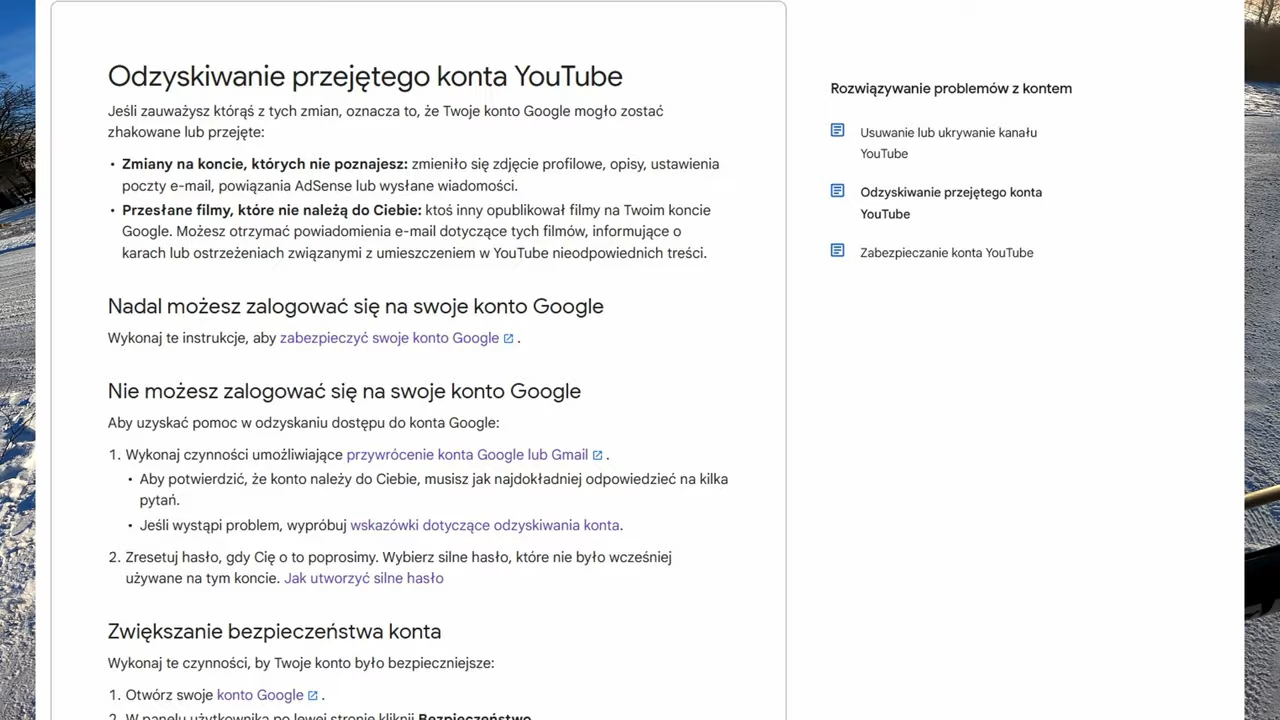 Odzyskiwanie przejętego konta YouTube
Jeśli zauważysz którąś z tych zmian, oznacza to, że Twoje konto Google mogło zostać
zhakowane lub przejęte:
• Zmiany na koncie, których nie poznajesz: zmieniło się zdjęcie profilowe, opisy, ustawienia
poczty e-mail, powiązania AdSense lub wysłane wiadomości.
• Przesłane filmy, które nie należą do Ciebie: ktoś inny opublikował filmy na Twoim koncie
Google. Możesz otrzymać powiadomienia e-mail dotyczące tych filmów, informujące o
karach lub ostrzeżeniach związanymi z umieszczeniem w YouTube nieodpowiednich treści.
Nadal możesz zalogować się na swoje konto Google
Wykonaj te instrukcje, aby zabezpieczyć swoje konto Google .
Nie możesz zalogować się na swoje konto Google
Aby uzyskać pomoc w odzyskaniu dostępu do konta Google:
1. Wykonaj czynności umożliwiające przywrócenie konta Google lub Gmail .
• Aby potwierdzić, że konto należy do Ciebie, musisz jak najdokładniej odpowiedzieć na kilka
pytań.
• Jeśli wystąpi problem, wypróbuj wskazówki dotyczące odzyskiwania konta.
2. Zresetuj hasło, gdy Cię o to poprosimy. Wybierz silne hasło, które nie było wcześniej
używane na tym koncie. Jak utworzyć silne hasło
Zwiększanie bezpieczeństwa konta
Wykonaj te czynności, by Twoje konto było bezpieczniejsze:
1. Otwórz swoje konto Google .
2. W panelu użytkownika po lewej stronie kliknij Bezpieczeństwo
Rozwiązywanie problemów z kontem
Usuwanie lub ukrywanie kanału
YouTube
Odzyskiwanie przejętego konta
YouTube
Zabezpieczanie konta YouTube